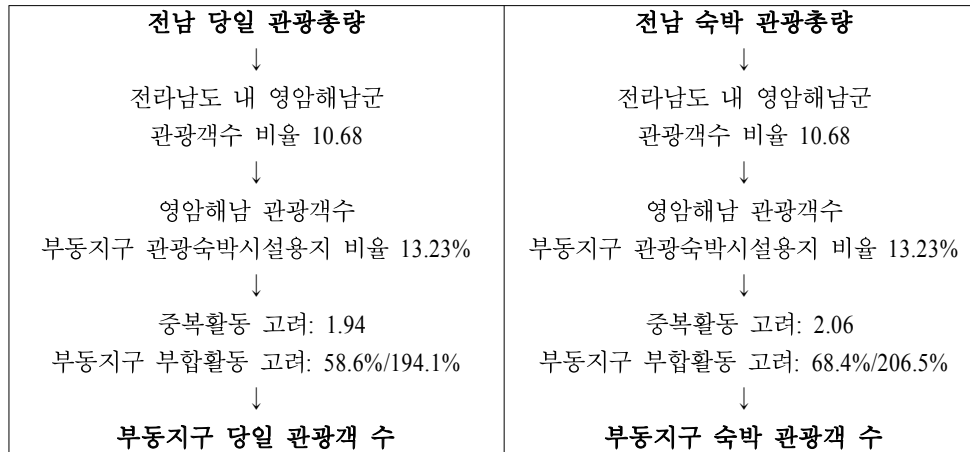 전남 당일 관광총량
↓
전라남도 내 영암해남군
관광객수 비율 10.68
↓
영암해남 관광객수
부동지구 관광숙박시설용지 비율 13.23%
↓
중복활동 고려: 1.94
부동지구 부합활동 고려: 58.6%/194.1%
↓
부동지구 당일 관광객 수
전남 숙박 관광총량
↓
전라남도 내 영암해남군
관광객수 비율 10.68
↓
영암해남 관광객수
부동지구 관광숙박시설용지 비율 13.23%
↓
중복활동 고려: 2.06
부동지구 부합활동 고려: 68.4%/206.5%
↓
부동지구 숙박 관광객 수